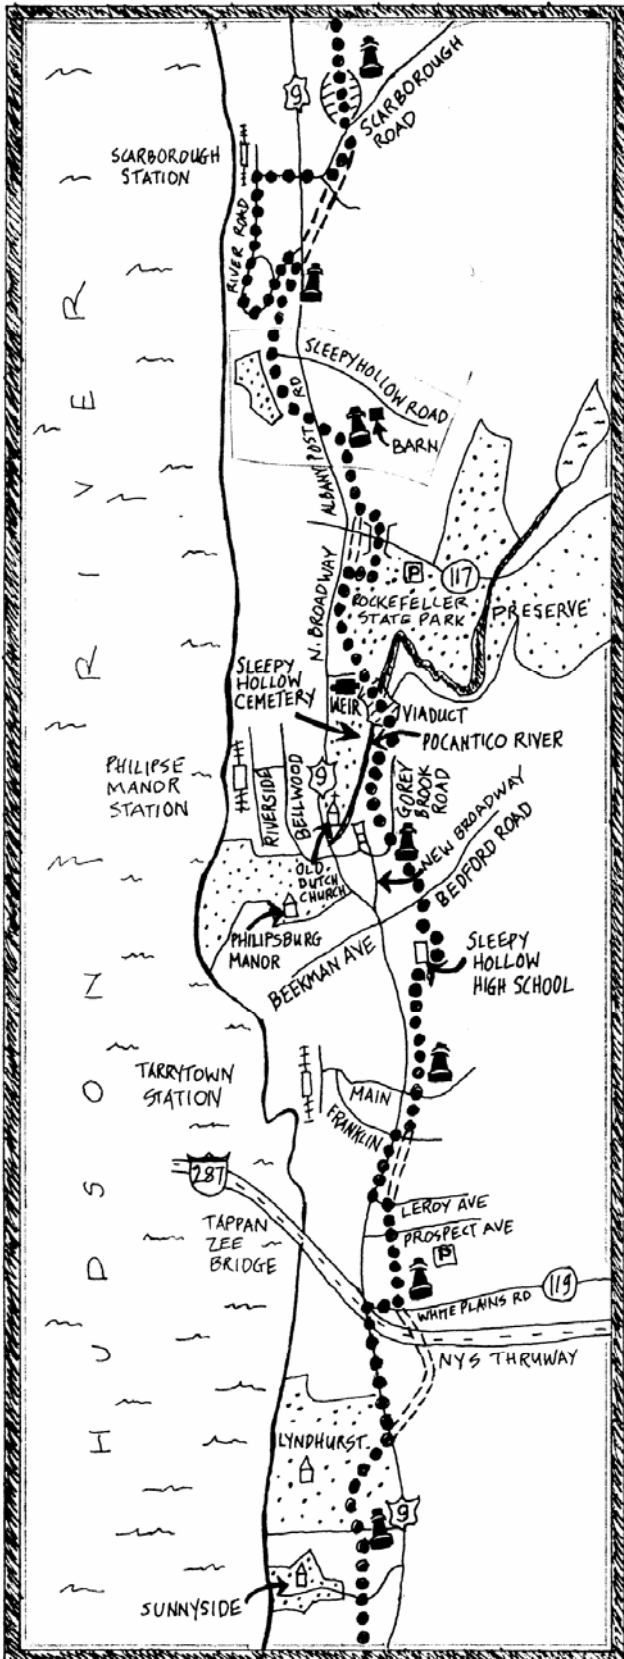 9
SCARBOROUGH
ROAD
SCARBOROUGH
STATION
RIVER ROAD
SLEEPY HOLLOW ROAD
BARN
ALBANY POST RD
HUDSON RIVER
N. BROADWAY
P
117
ROCKEFELLER
STATE PARK
PRESERVE
SLEEPY
HOLLOW
CEMETERY
WEIR
VIADUCT
POCANTICO RIVER
PHILIPSE
MANOR
STATION
RIVERSIDE
BELLWOOD
9
GOREY
BROOK
ROAD
OLD
DUTCH
CHURCH
NEW BROADWAY
BEDFORD ROAD
PHILIPSBURG
MANOR
BEEKMAN AVE
SLEEPY
HOLLOW
HIGH SCHOOL
TARRYTOWN
STATION
MAIN
FRANKLIN
287
LEROY AVE
TAPPAN
ZEE
BRIDGE
PROSPECT AVE
P
119
WHITE PLAINS RD
NYS THRUWAY
LYNDHURST
9
SUNNYSIDE